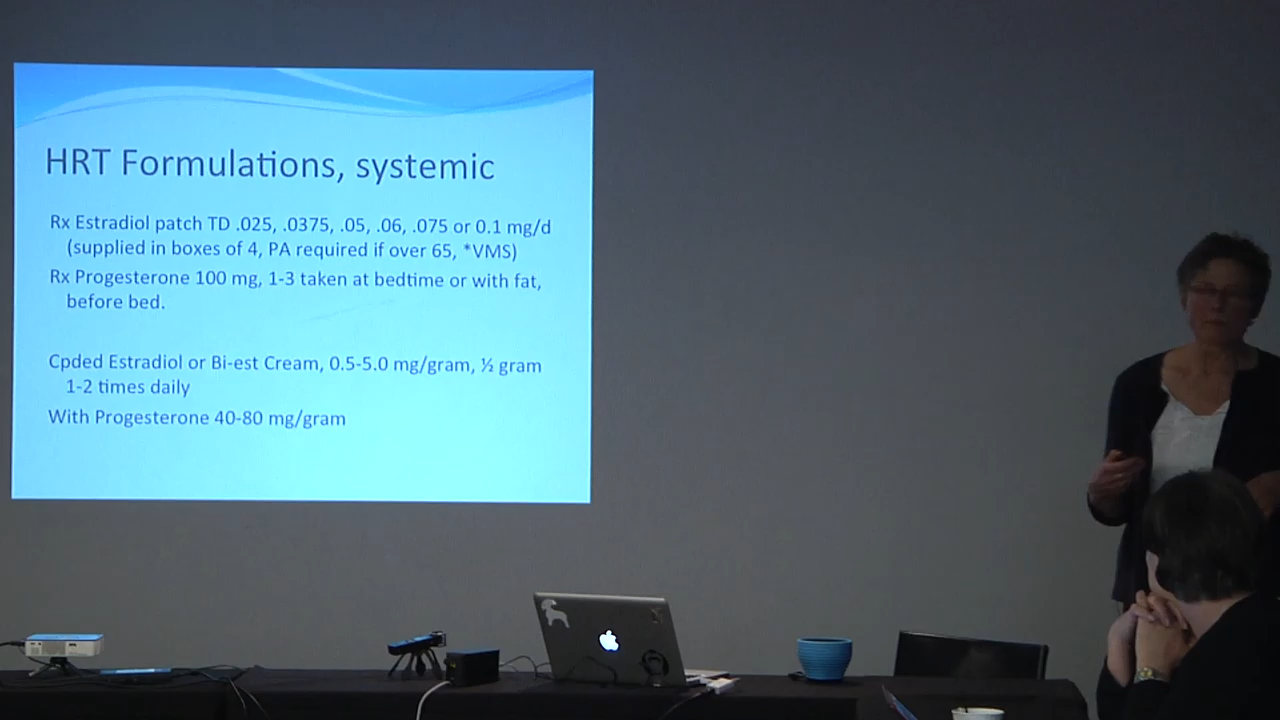 HRT Formulations, systemic
Rx Estradiol patch TD .025, .0375, .05, .06, .075 or 0.1 mg/d
(supplied in boxes of 4, PA required if over 65, *VMS)
Rx Progesterone 100 mg, 1-3 taken at bedtime or with fat,
before bed.
Cpded Estradiol or Bi-est Cream, 0.5-5.0 mg/gram, ½ gram
1-2 times daily
With Progesterone 40-80 mg/gram